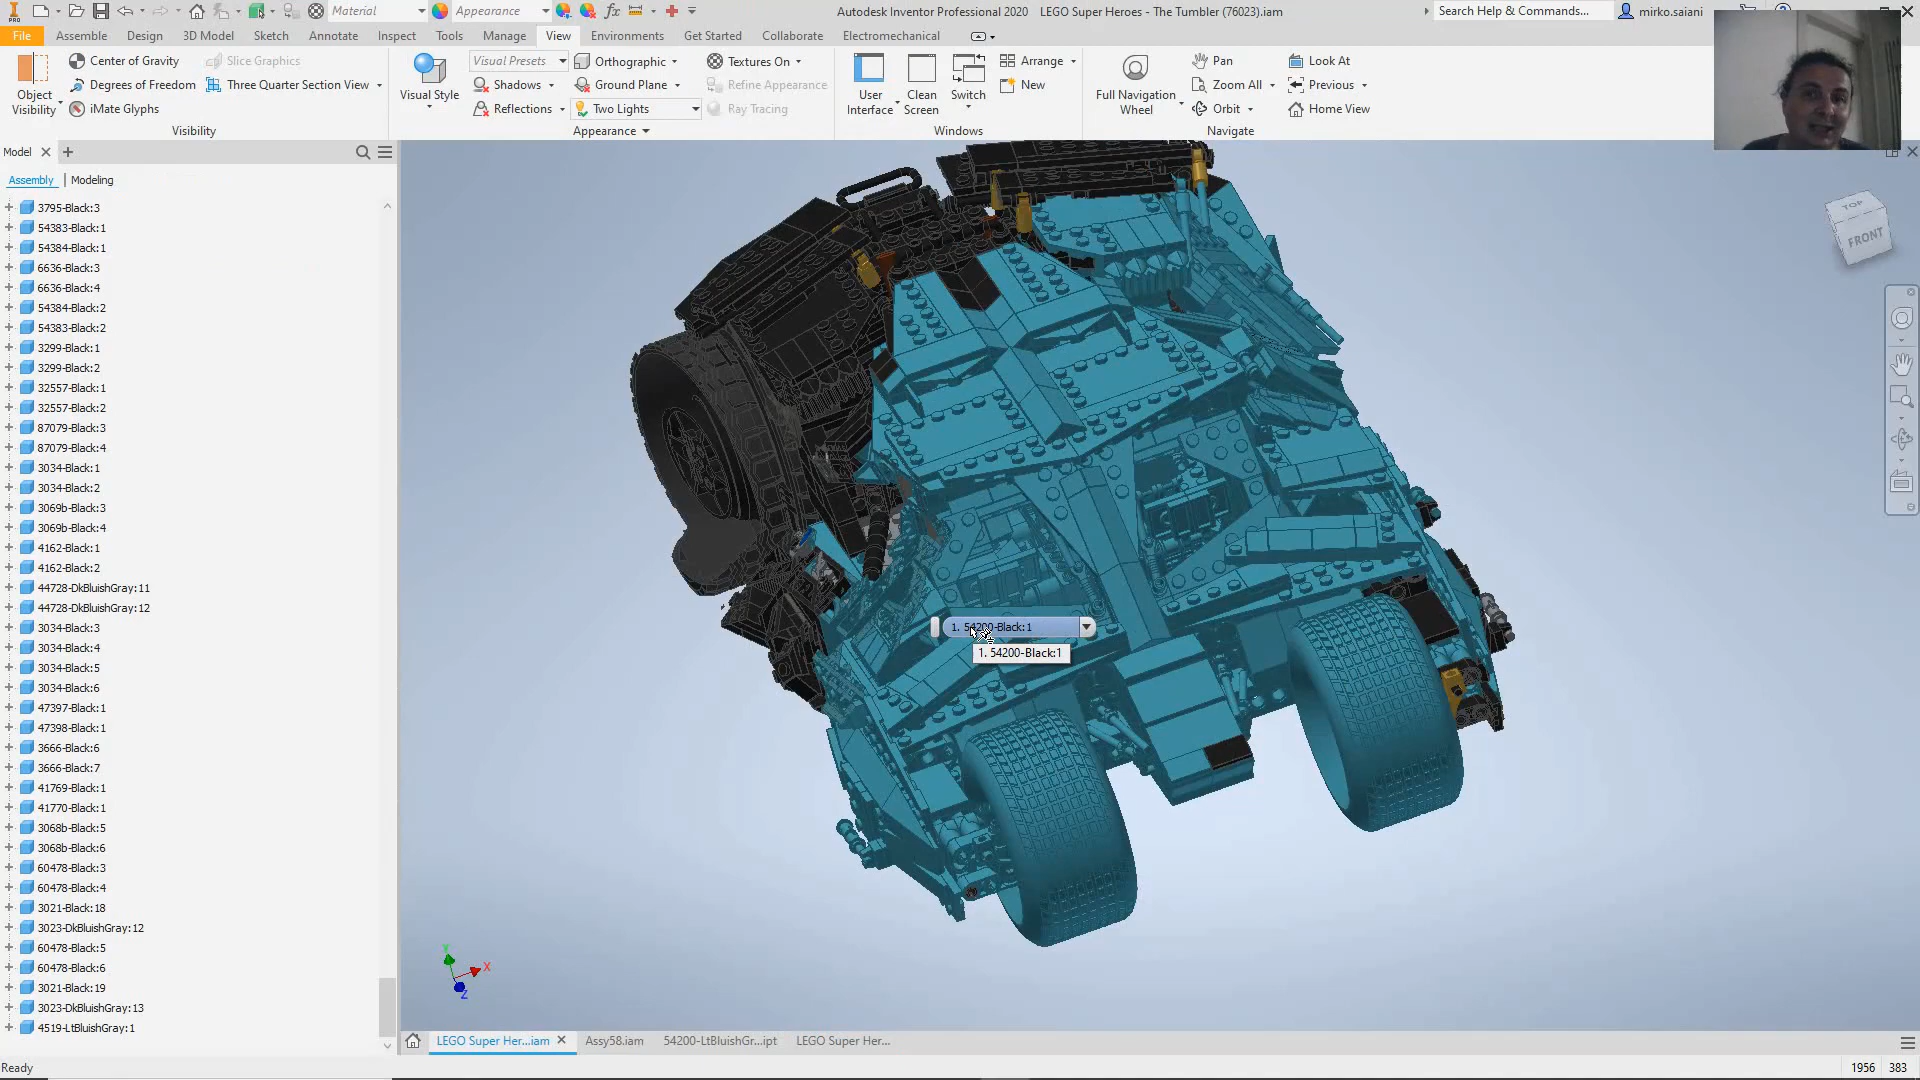 Material
Appearance
Autodesk Inventor Professional 2020 LEGO Super Heroes - The Tumbler (76023).iam
Search Help & Commands...
mirko.saiani
PRO
File
Assemble
Design
3D Model
Sketch
Annotate
Inspect
Tools
Manage
View
Environments
Get Started
Collaborate
Electromechanical
Object Visibility
Center of Gravity
Slice Graphics
Degrees of Freedom
Three Quarter Section View
iMate Glyphs
Visibility
Visual Style
Visual Presets
Shadows
Reflections
Orthographic
Ground Plane
Two Lights
Textures On
Refine Appearance
Ray Tracing
Appearance
User Interface
Clean Screen
Switch
Arrange
New
Windows
Full Navigation Wheel
Pan
Zoom All
Orbit
Look At
Previous
Home View
Navigate
Model
Assembly
Modeling
3795-Black:3
54383-Black:1
54384-Black:1
6636-Black:3
6636-Black:4
54384-Black:2
54383-Black:2
3299-Black:1
3299-Black:2
32557-Black:1
32557-Black:2
87079-Black:3
87079-Black:4
3034-Black:1
3034-Black:2
3069b-Black:3
3069b-Black:4
4162-Black:1
4162-Black:2
44728-DkBluishGray:11
44728-DkBluishGray:12
3034-Black:3
3034-Black:4
3034-Black:5
3034-Black:6
47397-Black:1
47398-Black:1
3666-Black:6
3666-Black:7
41769-Black:1
41770-Black:1
3068b-Black:5
3068b-Black:6
60478-Black:3
60478-Black:4
3021-Black:18
3023-DkBluishGray:12
60478-Black:5
60478-Black:6
3021-Black:19
3023-DkBluishGray:13
4519-LtBluishGray:1
TOP
FRONT
1. 54200-Black:1
1. 54200-Black:1
Y
X
Z
LEGO Super Her...iam
Assy58.iam
54200-LtBluishGr...ipt
LEGO Super Her...
Ready
1956
383